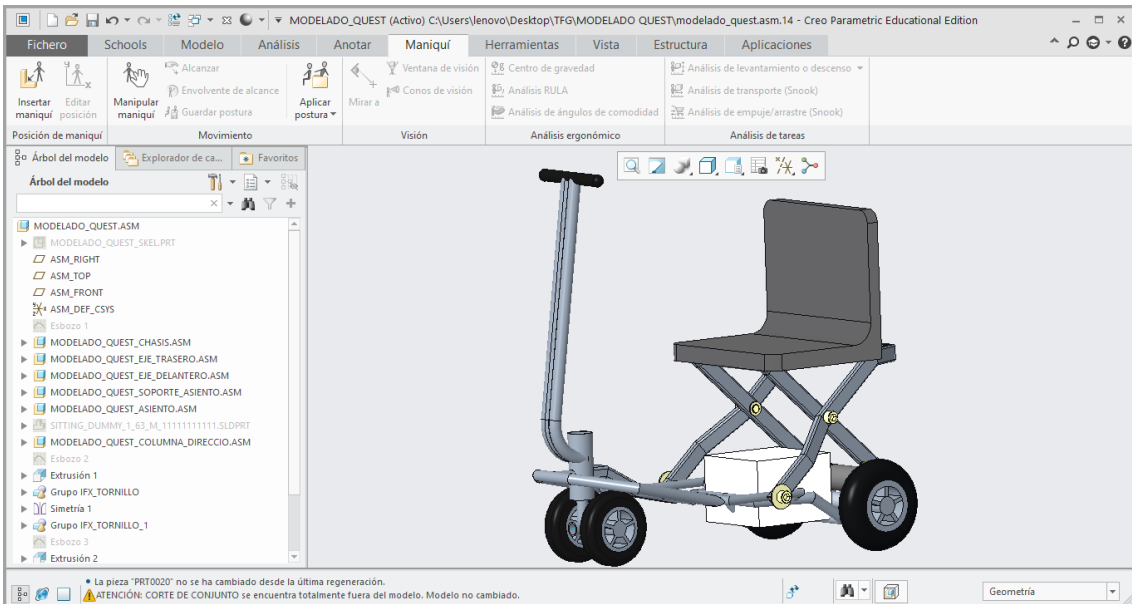 MODELADO_QUEST (Activo) C:\Users\lenovo\Desktop\TFG\MODELADO QUEST\modelado_quest.asm.14 - Creo Parametric Educational Edition
Fichero Schools Modelo Análisis Anotar Maniquí Herramientas Vista Estructura Aplicaciones
Insertar maniquí
Editar posición
Manipular maniquí
Alcanzar
Envolvente de alcance
Guardar postura
Aplicar postura
Mirar a
Ventana de visión
Conos de visión
Centro de gravedad
Análisis RULA
Análisis de ángulos de comodidad
Análisis de levantamiento o descenso
Análisis de transporte (Snook)
Análisis de empuje/arrastre (Snook)
Posición de maniquí Movimiento Visión Análisis ergonómico Análisis de tareas
Árbol del modelo Explorador de ca... Favoritos
Árbol del modelo
MODELADO_QUEST.ASM
MODELADO_QUEST_SKEL.PRT
ASM_RIGHT
ASM_TOP
ASM_FRONT
ASM_DEF_CSYS
Esbozo 1
MODELADO_QUEST_CHASIS.ASM
MODELADO_QUEST_EJE_TRASERO.ASM
MODELADO_QUEST_EJE_DELANTERO.ASM
MODELADO_QUEST_SOPORTE_ASIENTO.ASM
MODELADO_QUEST_ASIENTO.ASM
SITTING_DUMMY_1_63_M_11111111111.SLDPRT
MODELADO_QUEST_COLUMNA_DIRECCIO.ASM
Esbozo 2
Extrusión 1
Grupo IFX_TORNILLO
Simetría 1
Grupo IFX_TORNILLO_1
Esbozo 3
Extrusión 2
• La pieza "PRT0020" no se ha cambiado desde la última regeneración.
ATENCIÓN: CORTE DE CONJUNTO se encuentra totalmente fuera del modelo. Modelo no cambiado.
Geometría